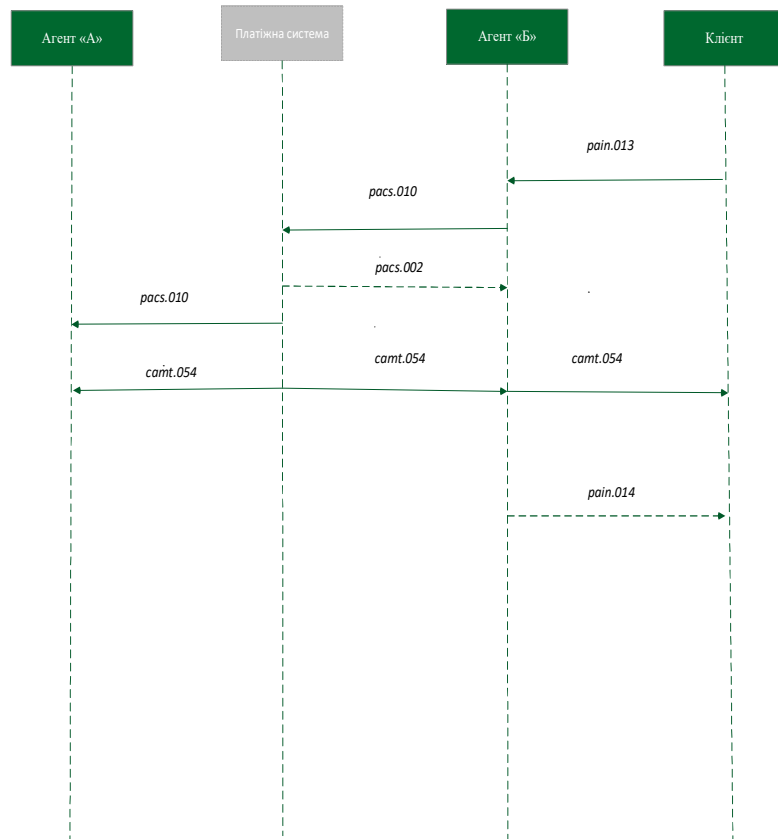 Агент «А»
Платіжна система
Агент «Б»
Клієнт
pain.013
pacs.010
pacs.002
pacs.010
camt.054
camt.054
camt.054
pain.014